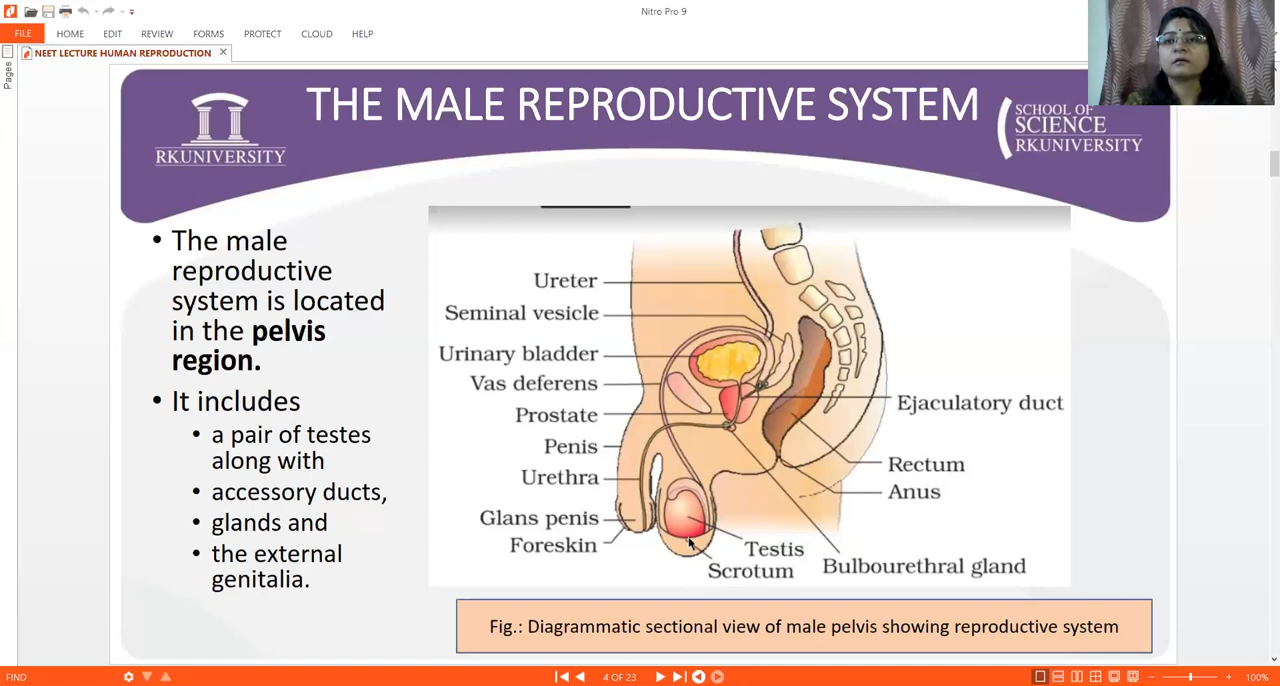 Nitro Pro 9
FILE HOME EDIT REVIEW FORMS PROTECT CLOUD HELP
NEET LECTURE HUMAN REPRODUCTION
Pages
THE MALE REPRODUCTIVE SYSTEM
RKUNIVERSITY
SCHOOL OF
SCIENCE
RKUNIVERSITY
• The male
reproductive
system is located
in the pelvis
region.
• It includes
• a pair of testes
along with
• accessory ducts,
• glands and
• the external
genitalia.
Ureter
Seminal vesicle
Urinary bladder
Vas deferens
Prostate
Penis
Urethra
Glans penis
Foreskin
Ejaculatory duct
Rectum
Anus
Testis
Scrotum
Bulbourethral gland
Fig.: Diagrammatic sectional view of male pelvis showing reproductive system
FIND
4 OF 23
100%